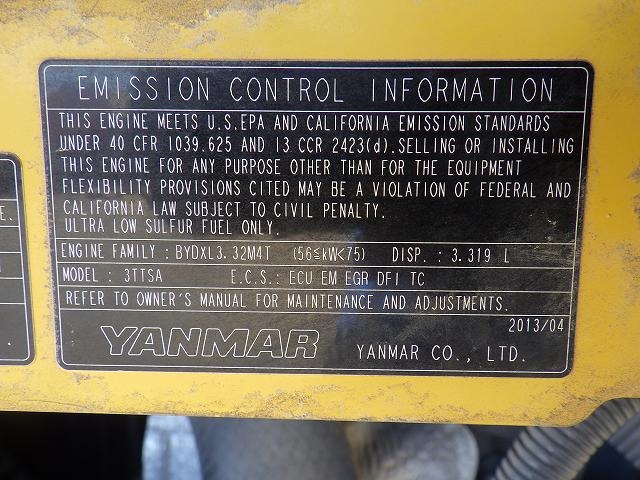 EMISSION CONTROL INFORMATION
THIS ENGINE MEETS U.S.EPA AND CALIFORNIA EMISSION STANDARDS
UNDER 40 CFR 1039.625 AND 13 CCR 2423(d).SELLING OR INSTALLING
THIS ENGINE FOR ANY PURPOSE OTHER THAN FOR THE EQUIPMENT
FLEXIBILITY PROVISIONS CITED MAY BE A VIOLATION OF FEDERAL AND
CALIFORNIA LAW SUBJECT TO CIVIL PENALTY.
ULTRA LOW SULFUR FUEL ONLY.
ENGINE FAMILY : BYDXL3.32M4T (56≦kW<75) DISP. : 3.319 L
MODEL : 3TTSA E.C.S.: ECU EM EGR DFI TC
REFER TO OWNER'S MANUAL FOR MAINTENANCE AND ADJUSTMENTS.
2013/04
YANMAR YANMAR CO., LTD.